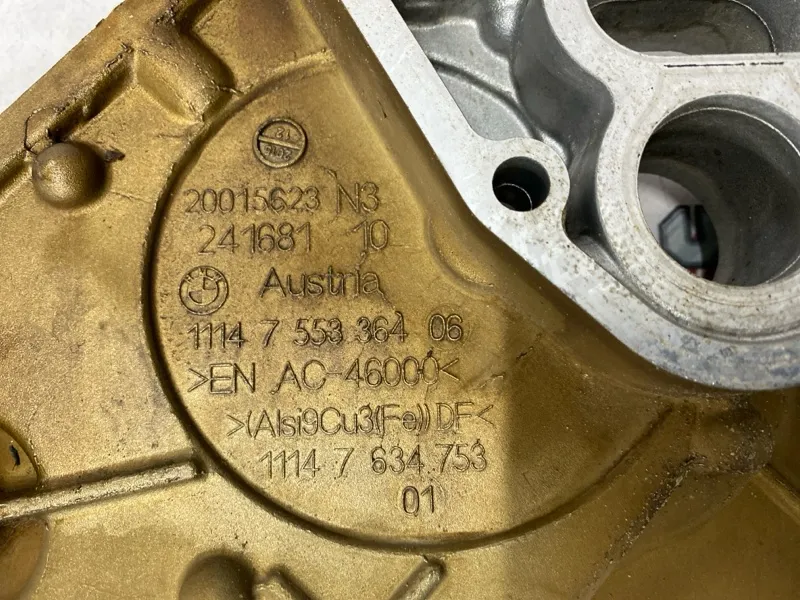 20015623 N3
241681 10
Austria
1114 7 553 364 06
>EN AC-46000<
>(Alsi9Cu3(Fe))DF<
1114 7 634 753
01